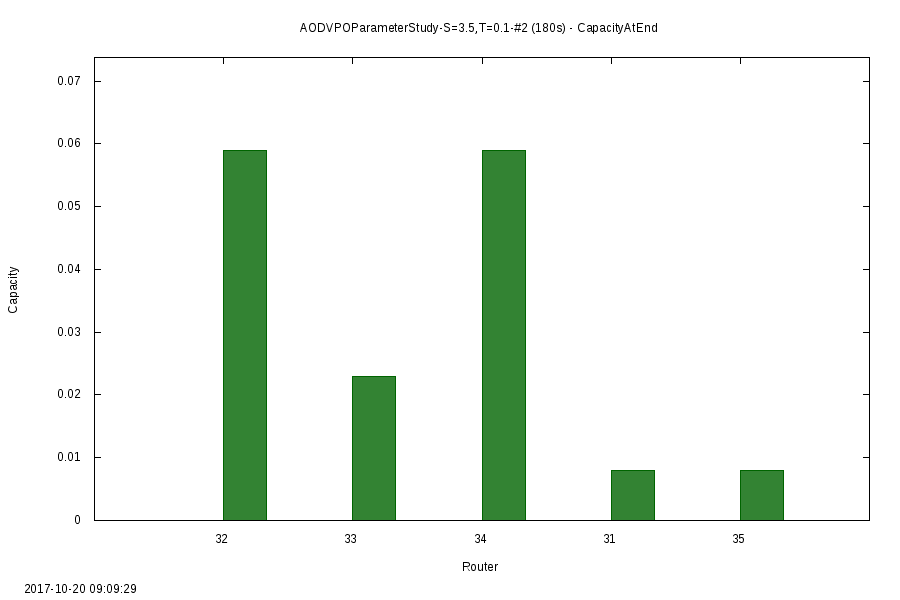 AODVPOParameterStudy-S=3.5,T=0.1-#2 (180s) - CapacityAtEnd
0.07
0.06
0.05
0.04
0.03
0.02
0.01
0
Capacity
32 33 34 31 35
Router
2017-10-20 09:09:29